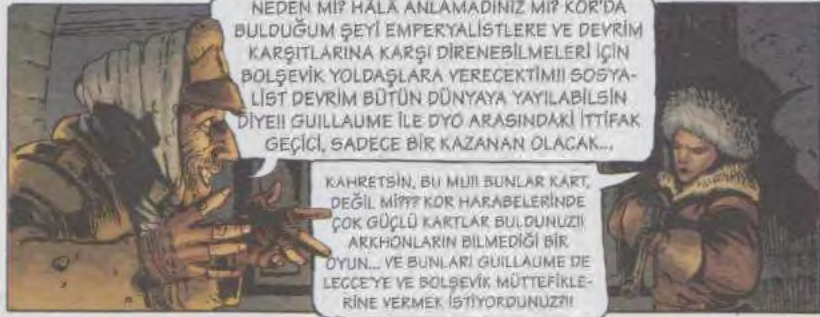 NEDEN Mİ? HALA ANLAMADINIZ MI? KOR'DA
BULDUĞUM ŞEYİ EMPERYALİSTLERE VE DEVRİM
KARŞITLARINA KARŞI DİRENEBİLMELERİ İÇİN
BOLŞEVİK YOLDAŞLARA VERECEKTİM!! SOSYA-
LİST DEVRİM BÜTÜN DÜNYAYA YAYILABİLSİN
DİYE!! GUILLAUME İLE DYO ARASINDAKİ İTTİFAK
GEÇİCİ, SADECE BİR KAZANAN OLACAK...
KAHRETSİN, BU MU!! BUNLAR KART,
DEĞİL Mİ??? KOR HARABELERİNDE
ÇOK GÜÇLÜ KARTLAR BULDUNUZ!!
ARKHONLARIN BİLMEDİĞİ BİR
OYUN... VE BUNLARI GUILLAUME DE
LECCE'YE VE BOLŞEVİK MÜTTEFİKLE-
RİNE VERMEK İSTİYORDUNUZ?!!